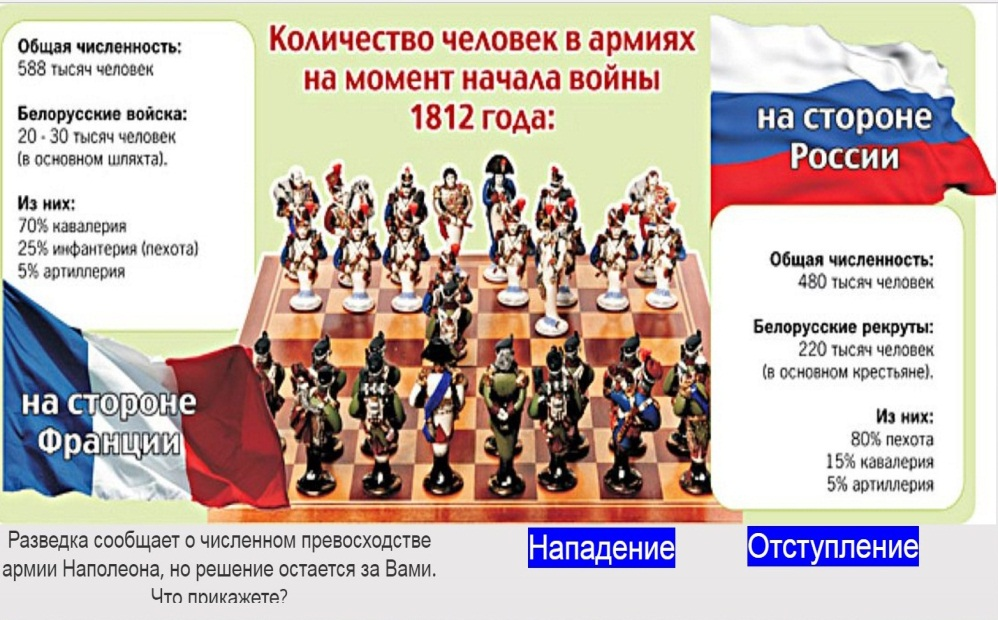 Количество человек в армиях
на момент начала войны
1812 года:
Общая численность:
588 тысяч человек
Белорусские войска:
20 - 30 тысяч человек
(в основном шляхта).
Из них:
70% кавалерия
25% инфантерия (пехота)
5% артиллерия
на стороне
Франции
на стороне
России
Общая численность:
480 тысяч человек
Белорусские рекруты:
220 тысяч человек
(в основном крестьяне).
Из них:
80% пехота
15% кавалерия
5% артиллерия
Разведка сообщает о численном превосходстве
армии Наполеона, но решение остается за Вами.
Что прикажете?
Нападение
Отступление